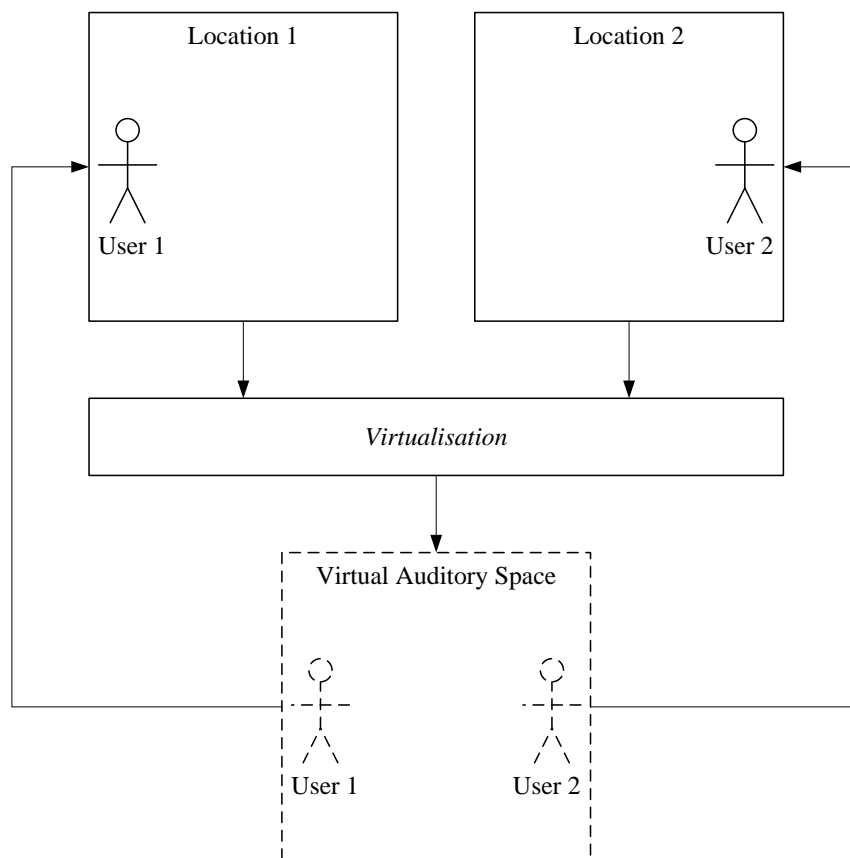 Location 1
Location 2
User 1
User 2
Virtualisation
Virtual Auditory Space
User 1
User 2